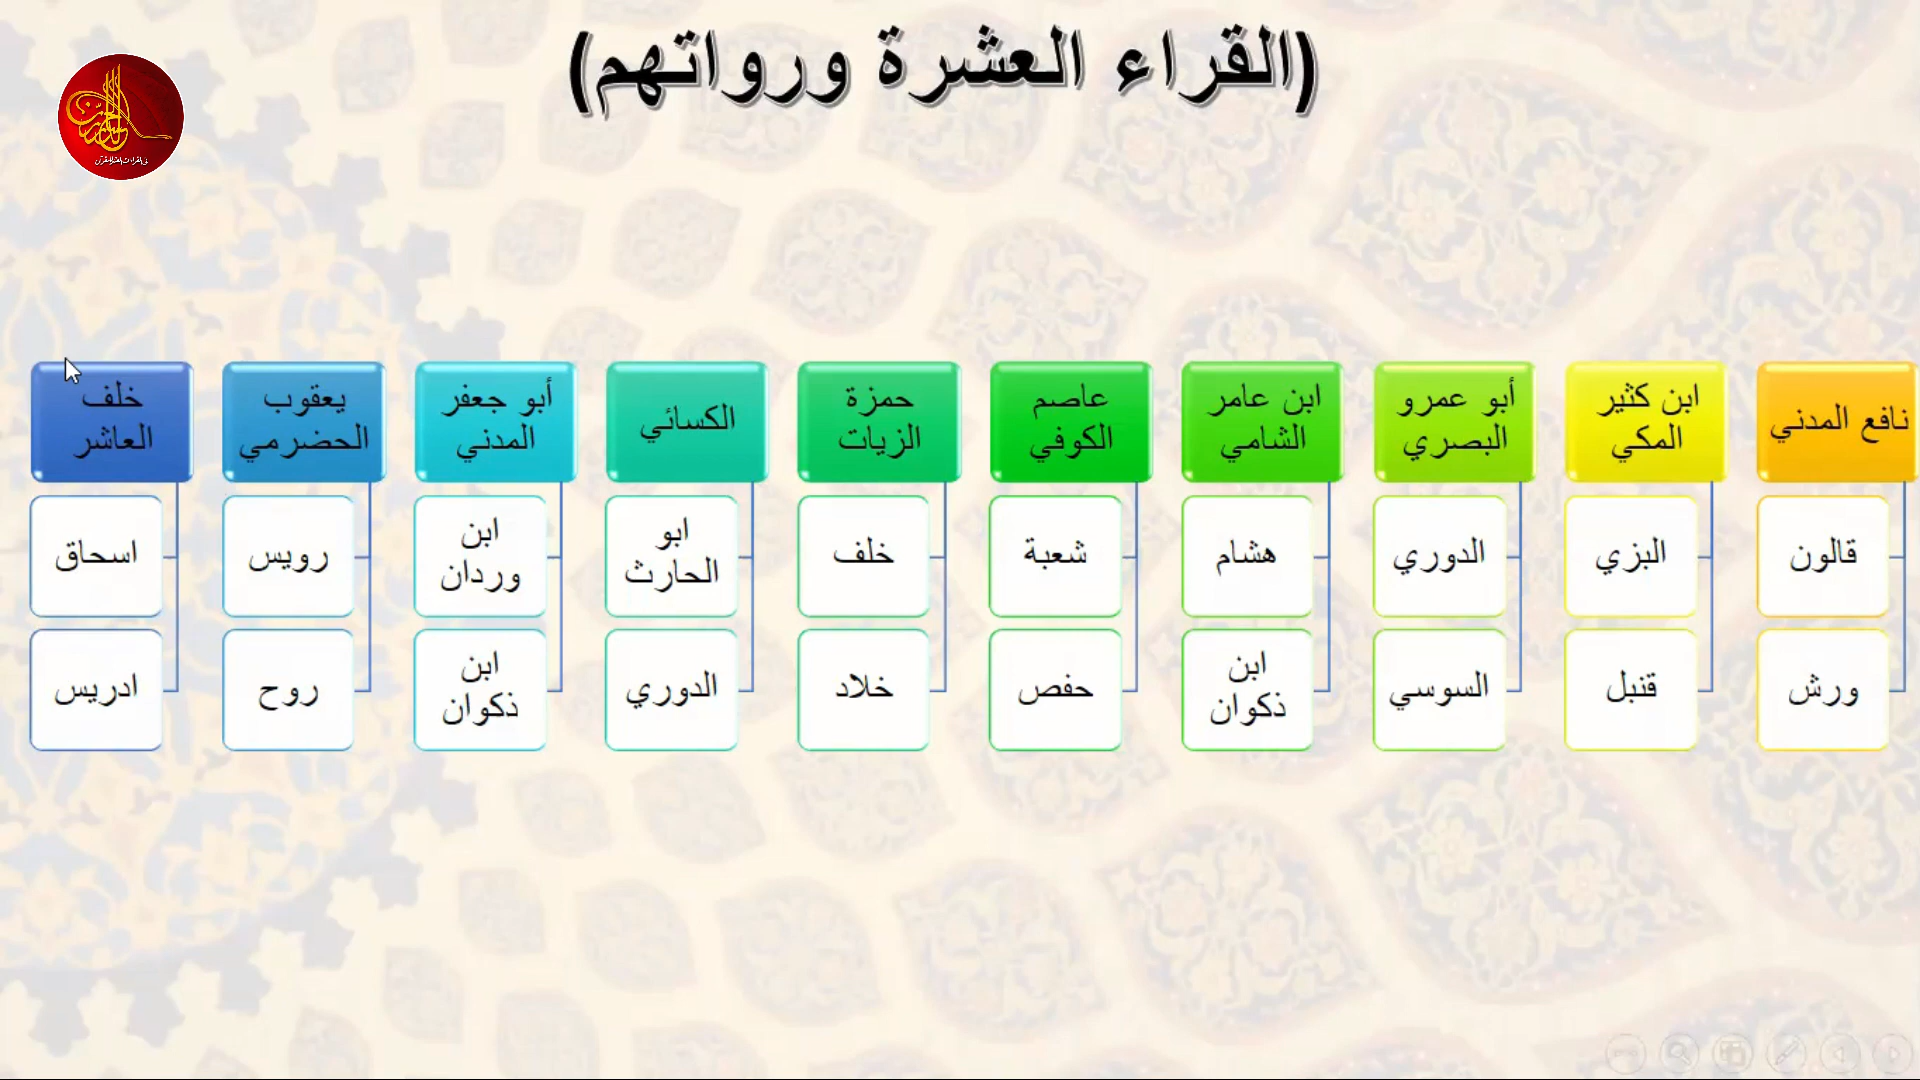 (القراء العشرة ورواتهم)
نافع المدني
قالون
ورش
ابن كثير
المكي
البزي
قنبل
أبو عمرو
البصري
الدوري
السوسي
ابن عامر
الشامي
هشام
ابن
ذكوان
عاصم
الكوفي
شعبة
حفص
حمزة
الزيات
خلف
خلاد
الكسائي
ابو
الحارث
الدوري
أبو جعفر
المدني
ابن
وردان
ابن
ذكوان
يعقوب
الحضرمي
رويس
روح
خلف
العاشر
اسحاق
ادريس